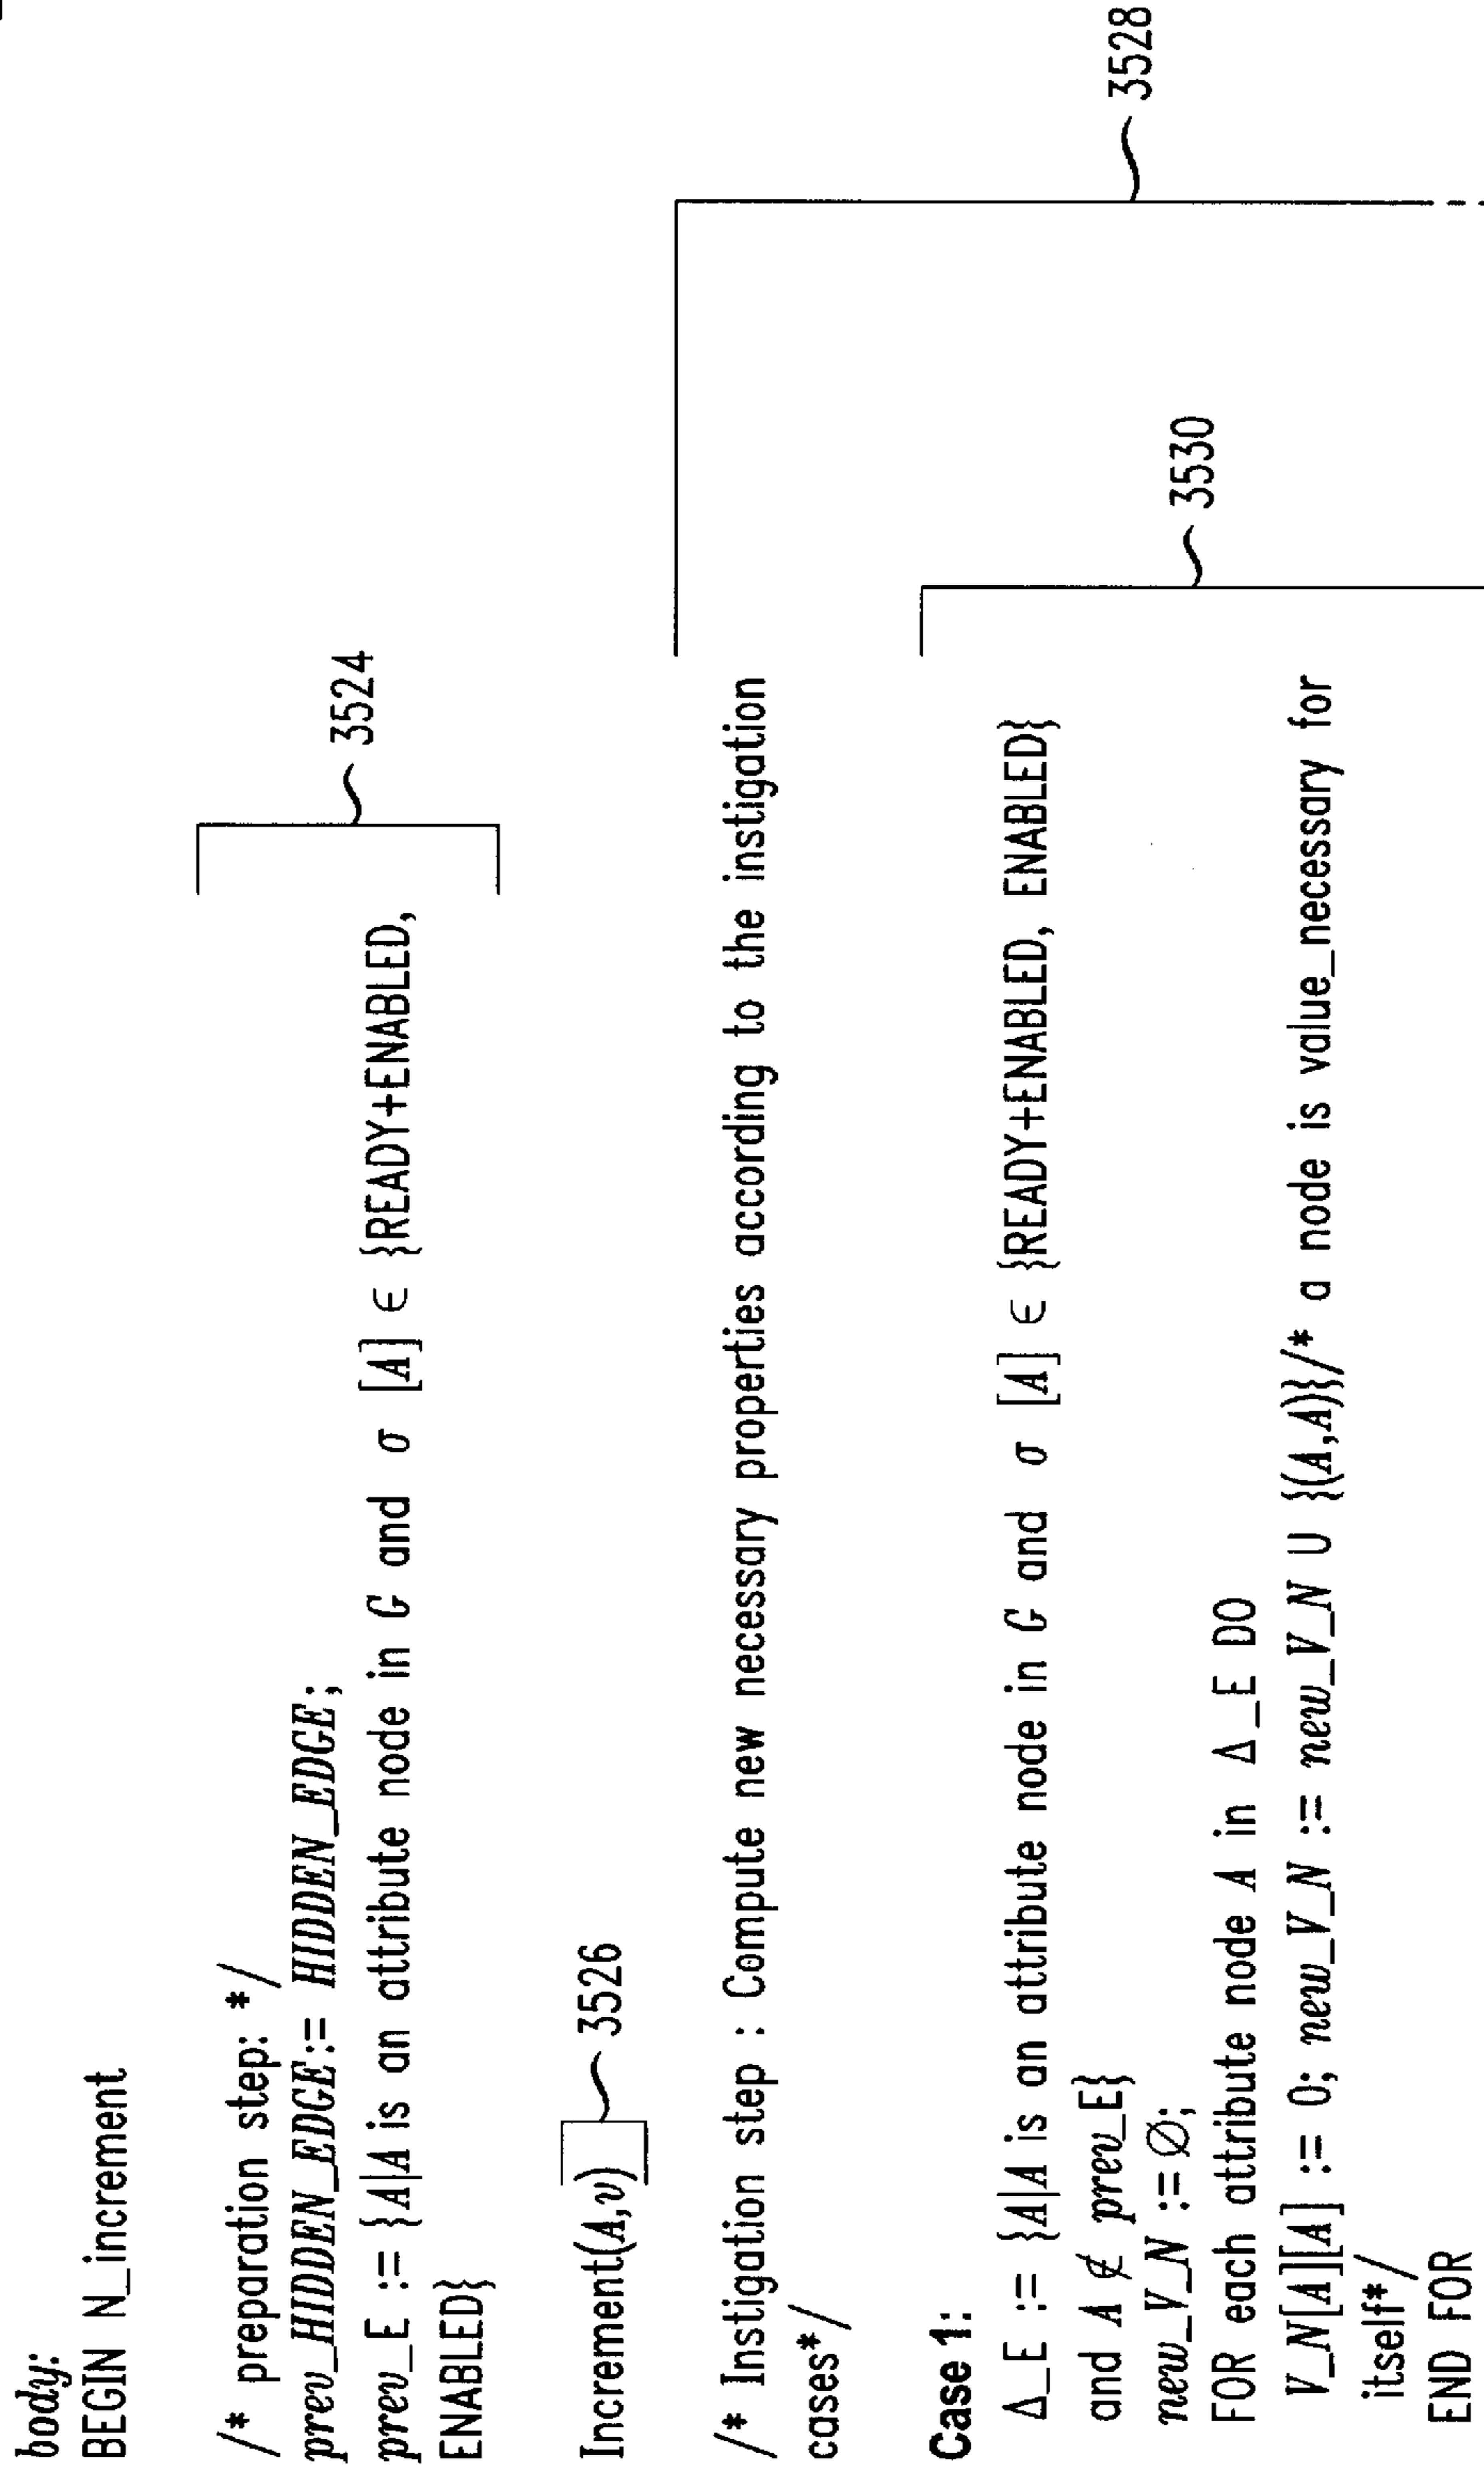 body:
BEGIN N_increment
/* preparation step: */
prev_HIDDEN_EDGE:= HIDDEN_EDGE;
prev_E := {A|A is an attribute node in G and σ [A] ∈ {READY+ENABLED,
ENABLED}
3524
Increment(A,v)
3526
/* Instigation step : Compute new necessary properties according to the instigation
cases*/
3528
Case 1:
Δ_E := {A|A is an attribute node in G and σ [A] ∈ {READY+ENABLED, ENABLED}
and A ∉ prev_E}
new_V_N := ∅;
3530
FOR each attribute node A in Δ_E DO
V_N[A][A] := 0; new_V_N := new_V_N ∪ {(A,A)}/* a node is value_necessary for
itself*/
END FOR